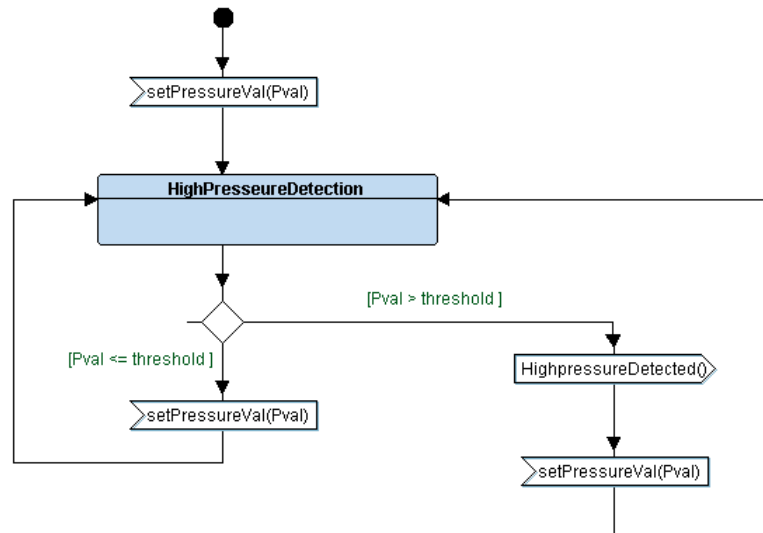 setPressureVal(Pval)
HighPresseureDetection
[Pval > threshold ]
[Pval <= threshold ]
HighpressureDetected()
setPressureVal(Pval)
setPressureVal(Pval)